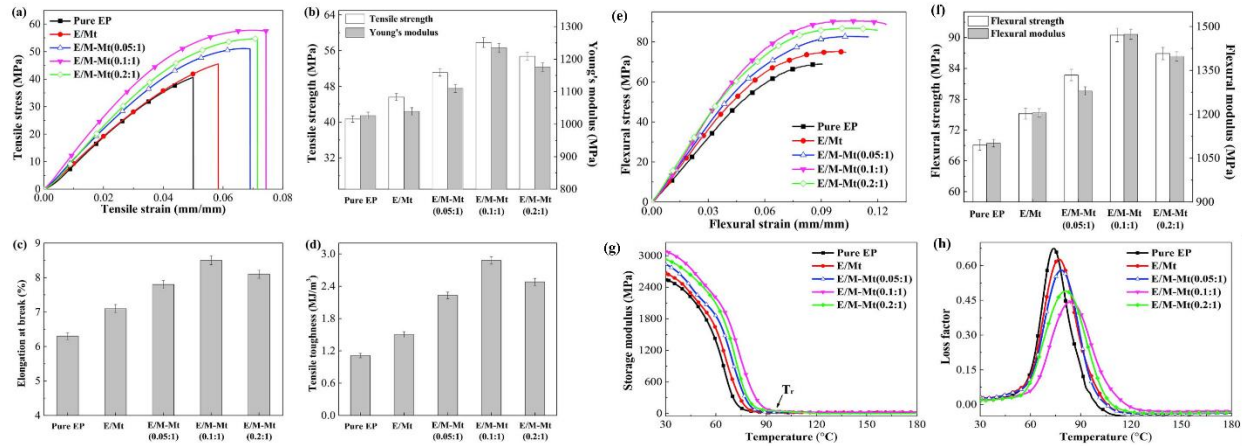 (a)
Pure EP
E/Mt
E/M-Mt(0.05:1)
E/M-Mt(0.1:1)
E/M-Mt(0.2:1)
Tensile stress (MPa)
60
50
40
30
20
10
0
0.00 0.02 0.04 0.06 0.08
Tensile strain (mm/mm)
(b)
Tensile strength
Young's modulus
Tensile strength (MPa)
60
54
48
42
36
30
24
Young's modulus (MPa)
1300
1200
1100
1000
900
800
Pure EP E/Mt E/M-Mt E/M-Mt E/M-Mt
(0.05:1) (0.1:1) (0.2:1)
(c)
Elongation at break (%)
9
8
7
6
5
4
Pure EP E/Mt E/M-Mt E/M-Mt E/M-Mt
(0.05:1) (0.1:1) (0.2:1)
(d)
Tensile toughness (MJ/m³)
3.0
2.4
1.8
1.2
0.6
0.0
Pure EP E/Mt E/M-Mt E/M-Mt E/M-Mt
(0.05:1) (0.1:1) (0.2:1)
(e)
Flexural stress (MPa)
90
80
70
60
50
40
30
20
10
0
Pure EP
E/Mt
E/M-Mt(0.05:1)
E/M-Mt(0.1:1)
E/M-Mt(0.2:1)
0.00 0.03 0.06 0.09 0.12
Flexural strain (mm/mm)
(f)
Flexural strength
Flexural modulus
Flexural strength (MPa)
90
84
78
72
66
60
Flexural modulus (MPa)
1500
1400
1300
1200
1100
1000
900
Pure EP E/Mt E/M-Mt E/M-Mt E/M-Mt
(0.05:1) (0.1:1) (0.2:1)
(g)
Pure EP
E/Mt
E/M-Mt(0.05:1)
E/M-Mt(0.1:1)
E/M-Mt(0.2:1)
Storage modulus (MPa)
3000
2400
1800
1200
600
0
Tr
30 60 90 120 150 180
Temperature (°C)
(h)
Pure EP
E/Mt
E/M-Mt(0.05:1)
E/M-Mt(0.1:1)
E/M-Mt(0.2:1)
Loss factor
0.60
0.45
0.30
0.15
0.00
30 60 90 120 150 180
Temperature (°C)